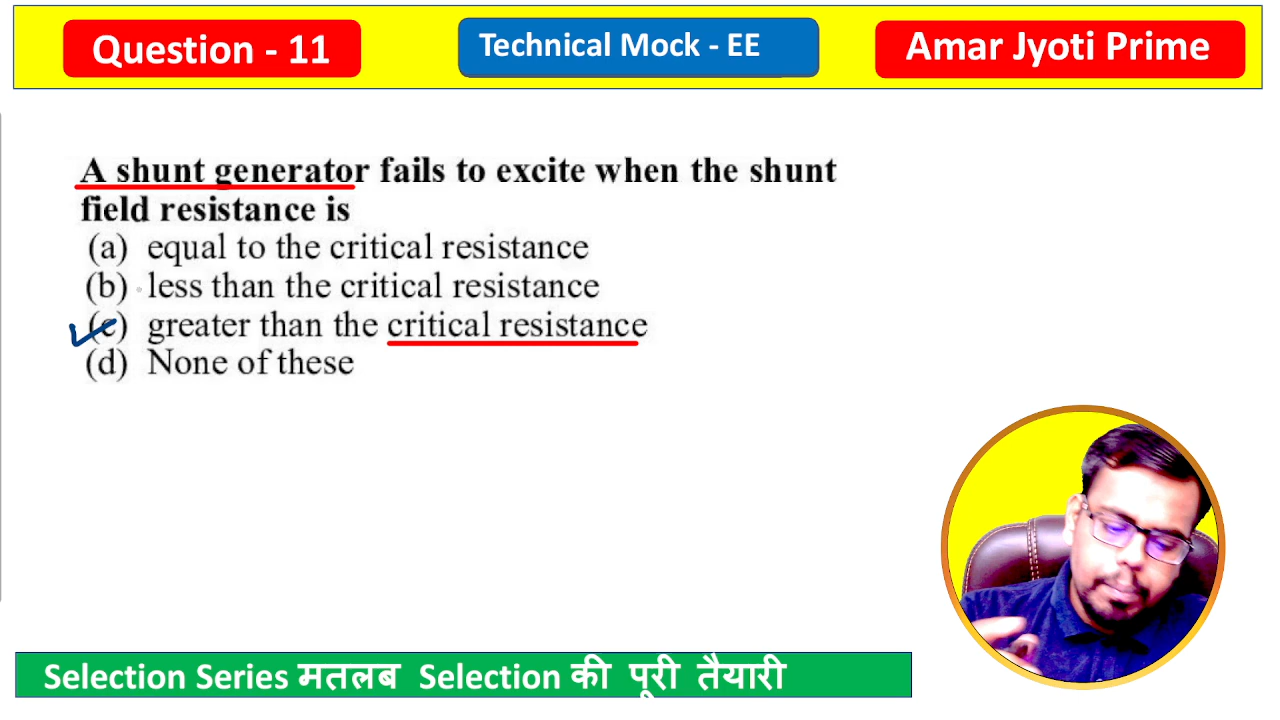 Question - 11
Technical Mock - EE
Amar Jyoti Prime
A shunt generator fails to excite when the shunt
field resistance is
(a) equal to the critical resistance
(b) less than the critical resistance
(c) greater than the critical resistance
(d) None of these
Selection Series मतलब Selection की पूरी तैयारी